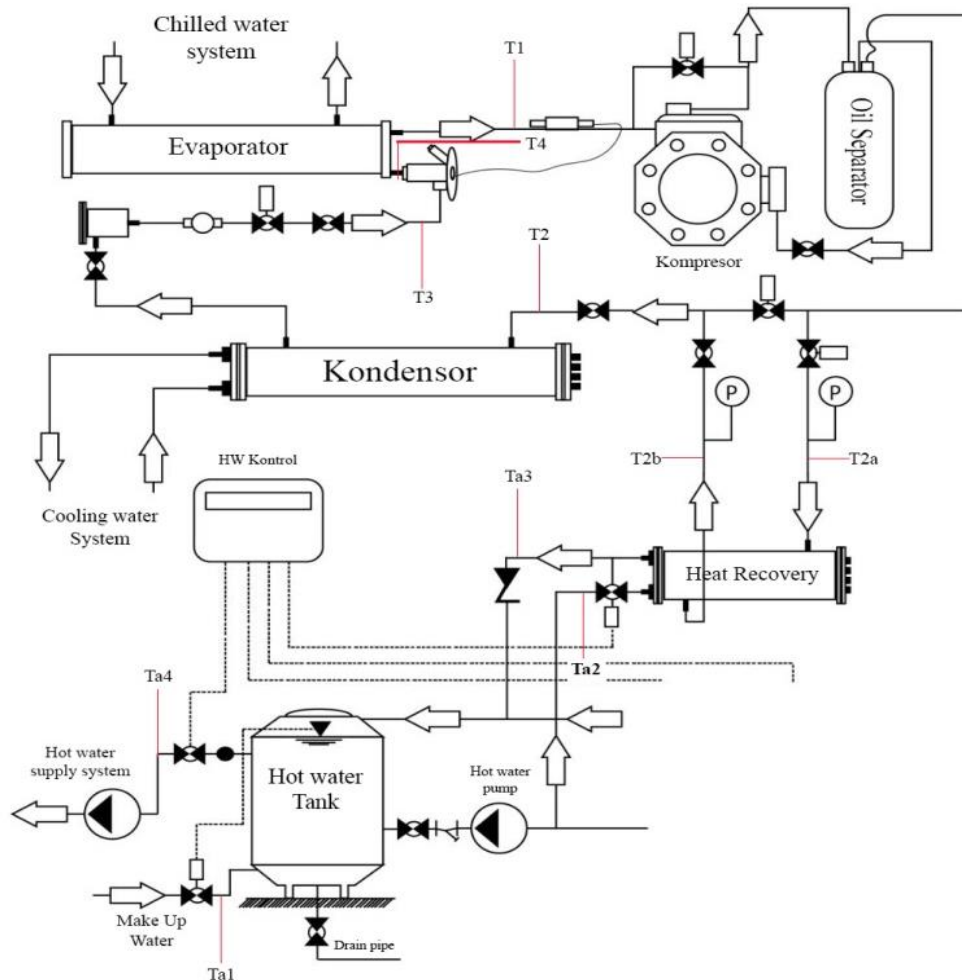 Chilled water
system
T1
Evaporator
T4
Oil Separator
Kompresor
T2
T3
Kondensor
P
P
T2b
T2a
HW Kontrol
Ta3
Cooling water
System
Heat Recovery
Ta2
Ta4
Hot water
supply system
Hot water
Tank
Hot water
pump
Make Up
Water
Drain pipe
Ta1